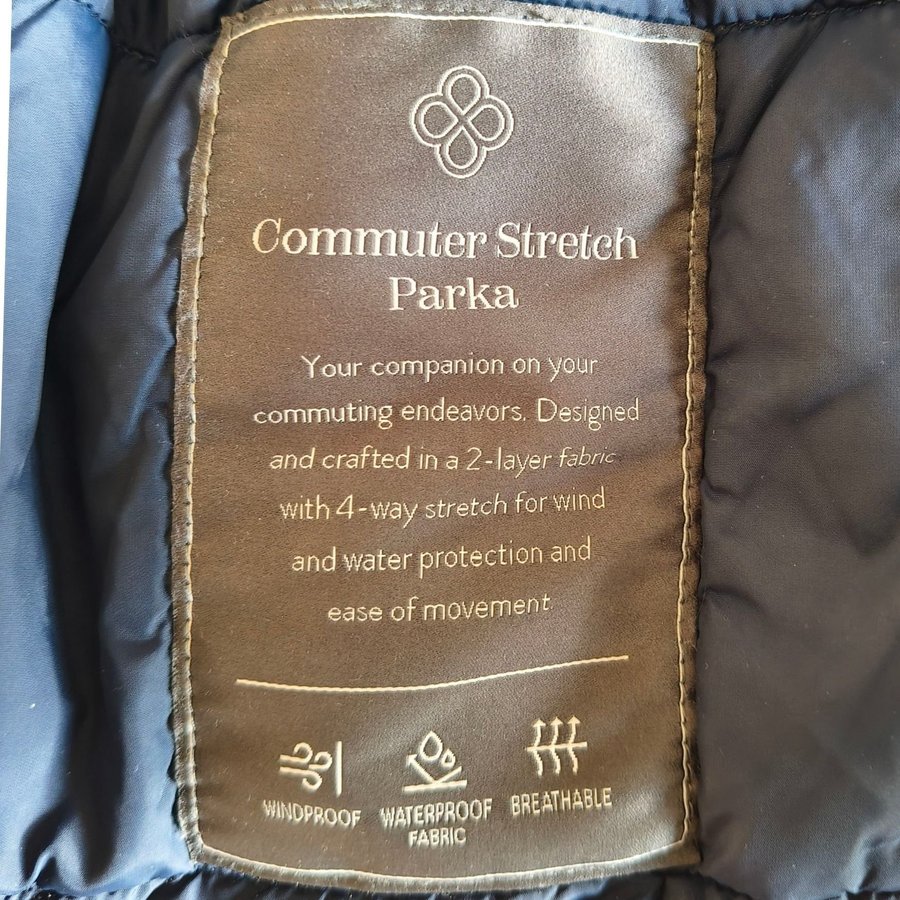 Commuter Stretch
Parka
Your companion on your
commuting endeavors. Designed
and crafted in a 2-layer fabric
with 4-way stretch for wind
and water protection and
ease of movement.
WINDPROOF WATERPROOF FABRIC BREATHABLE